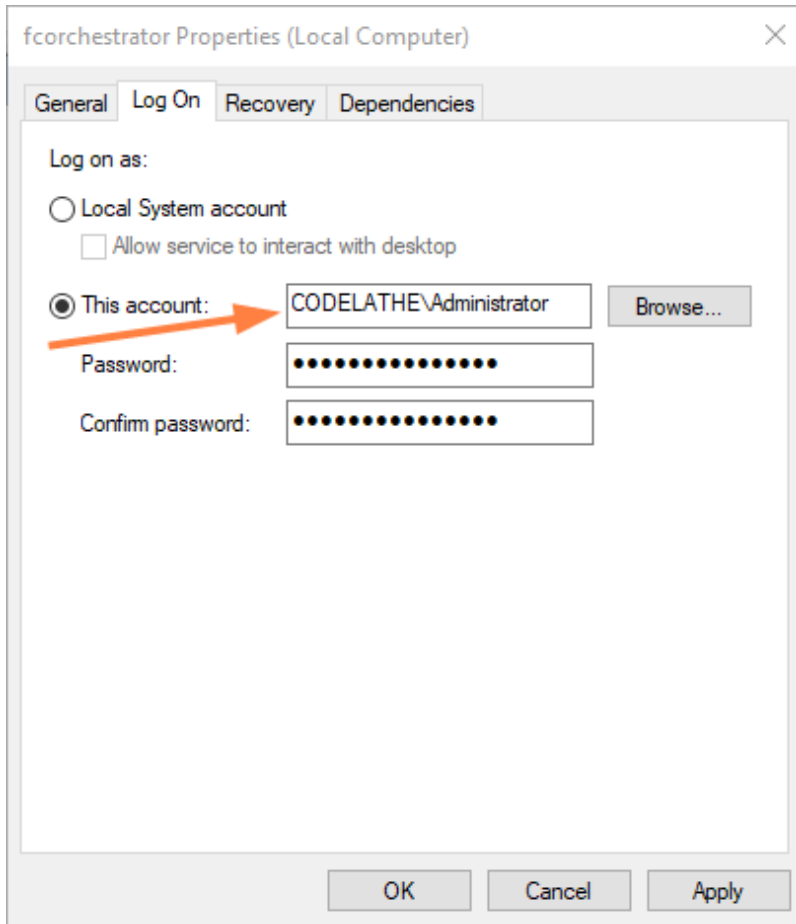 fcorchestrator Properties (Local Computer)
General Log On Recovery Dependencies
Log on as:
Local System account
Allow service to interact with desktop
This account: CODELATHE\Administrator Browse...
Password: ●●●●●●●●●●●●●●●
Confirm password: ●●●●●●●●●●●●●●●
OK Cancel Apply